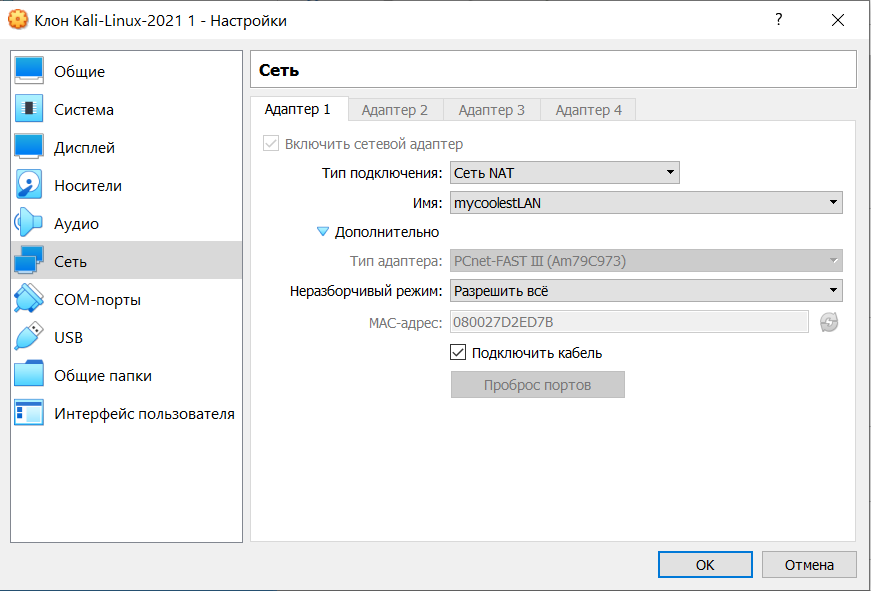 Клон Kali-Linux-2021 1 - Настройки
?
Общие
Система
Дисплей
Носители
Аудио
Сеть
COM-порты
USB
Общие папки
Интерфейс пользователя
Сеть
Адаптер 1 Адаптер 2 Адаптер 3 Адаптер 4
Включить сетевой адаптер
Тип подключения: Сеть NAT
Имя: mycoolestLAN
Дополнительно
Тип адаптера: PCnet-FAST III (Am79C973)
Неразборчивый режим: Разрешить всё
MAC-адрес: 080027D2ED7B
Подключить кабель
Проброс портов
OK Отмена